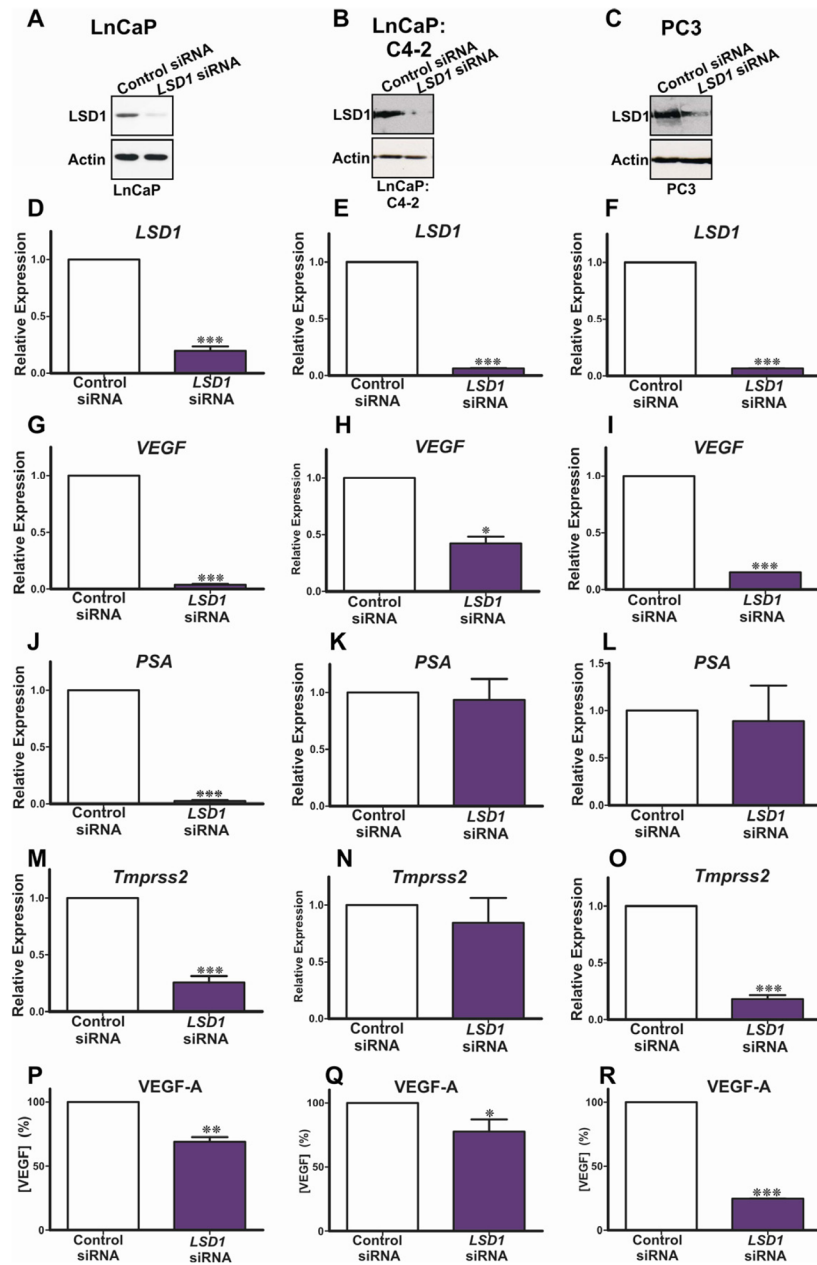 A LnCaP
B LnCaP:
C4-2
C PC3
Control siRNA
LSD1 siRNA
LSD1
Actin
LnCaP
Control siRNA
LSD1 siRNA
LSD1
Actin
LnCaP:
C4-2
Control siRNA
LSD1 siRNA
LSD1
Actin
PC3
D
LSD1
Relative Expression
1.0
0.5
0.0
***
Control
siRNA
LSD1
siRNA
E
LSD1
Relative Expression
1.0
0.5
0.0
***
Control
siRNA
LSD1
siRNA
F
LSD1
Relative Expression
1.0
0.5
0.0
***
Control
siRNA
LSD1
siRNA
G
VEGF
Relative Expression
1.0
0.5
0.0
***
Control
siRNA
LSD1
siRNA
H
VEGF
Relative Expression
1.0
0.5
0.0
*
Control
siRNA
LSD1
siRNA
I
VEGF
Relative Expression
1.0
0.5
0.0
***
Control
siRNA
LSD1
siRNA
J
PSA
Relative Expression
1.0
0.5
0.0
***
Control
siRNA
LSD1
siRNA
K
PSA
Relative Expression
1.0
0.5
0.0
Control
siRNA
LSD1
siRNA
L
PSA
Relative Expression
1.5
1.0
0.5
0.0
Control
siRNA
LSD1
siRNA
M
Tmprss2
Relative Expression
1.0
0.5
0.0
***
Control
siRNA
LSD1
siRNA
N
Tmprss2
Relative Expression
1.0
0.5
0.0
Control
siRNA
LSD1
siRNA
O
Tmprss2
Relative Expression
1.0
0.5
0.0
***
Control
siRNA
LSD1
siRNA
P
VEGF-A
[VEGF] (%)
100
50
0
**
Control
siRNA
LSD1
siRNA
Q
VEGF-A
[VEGF] (%)
100
50
0
*
Control
siRNA
LSD1
siRNA
R
VEGF-A
[VEGF] (%)
100
50
0
***
Control
siRNA
LSD1
siRNA